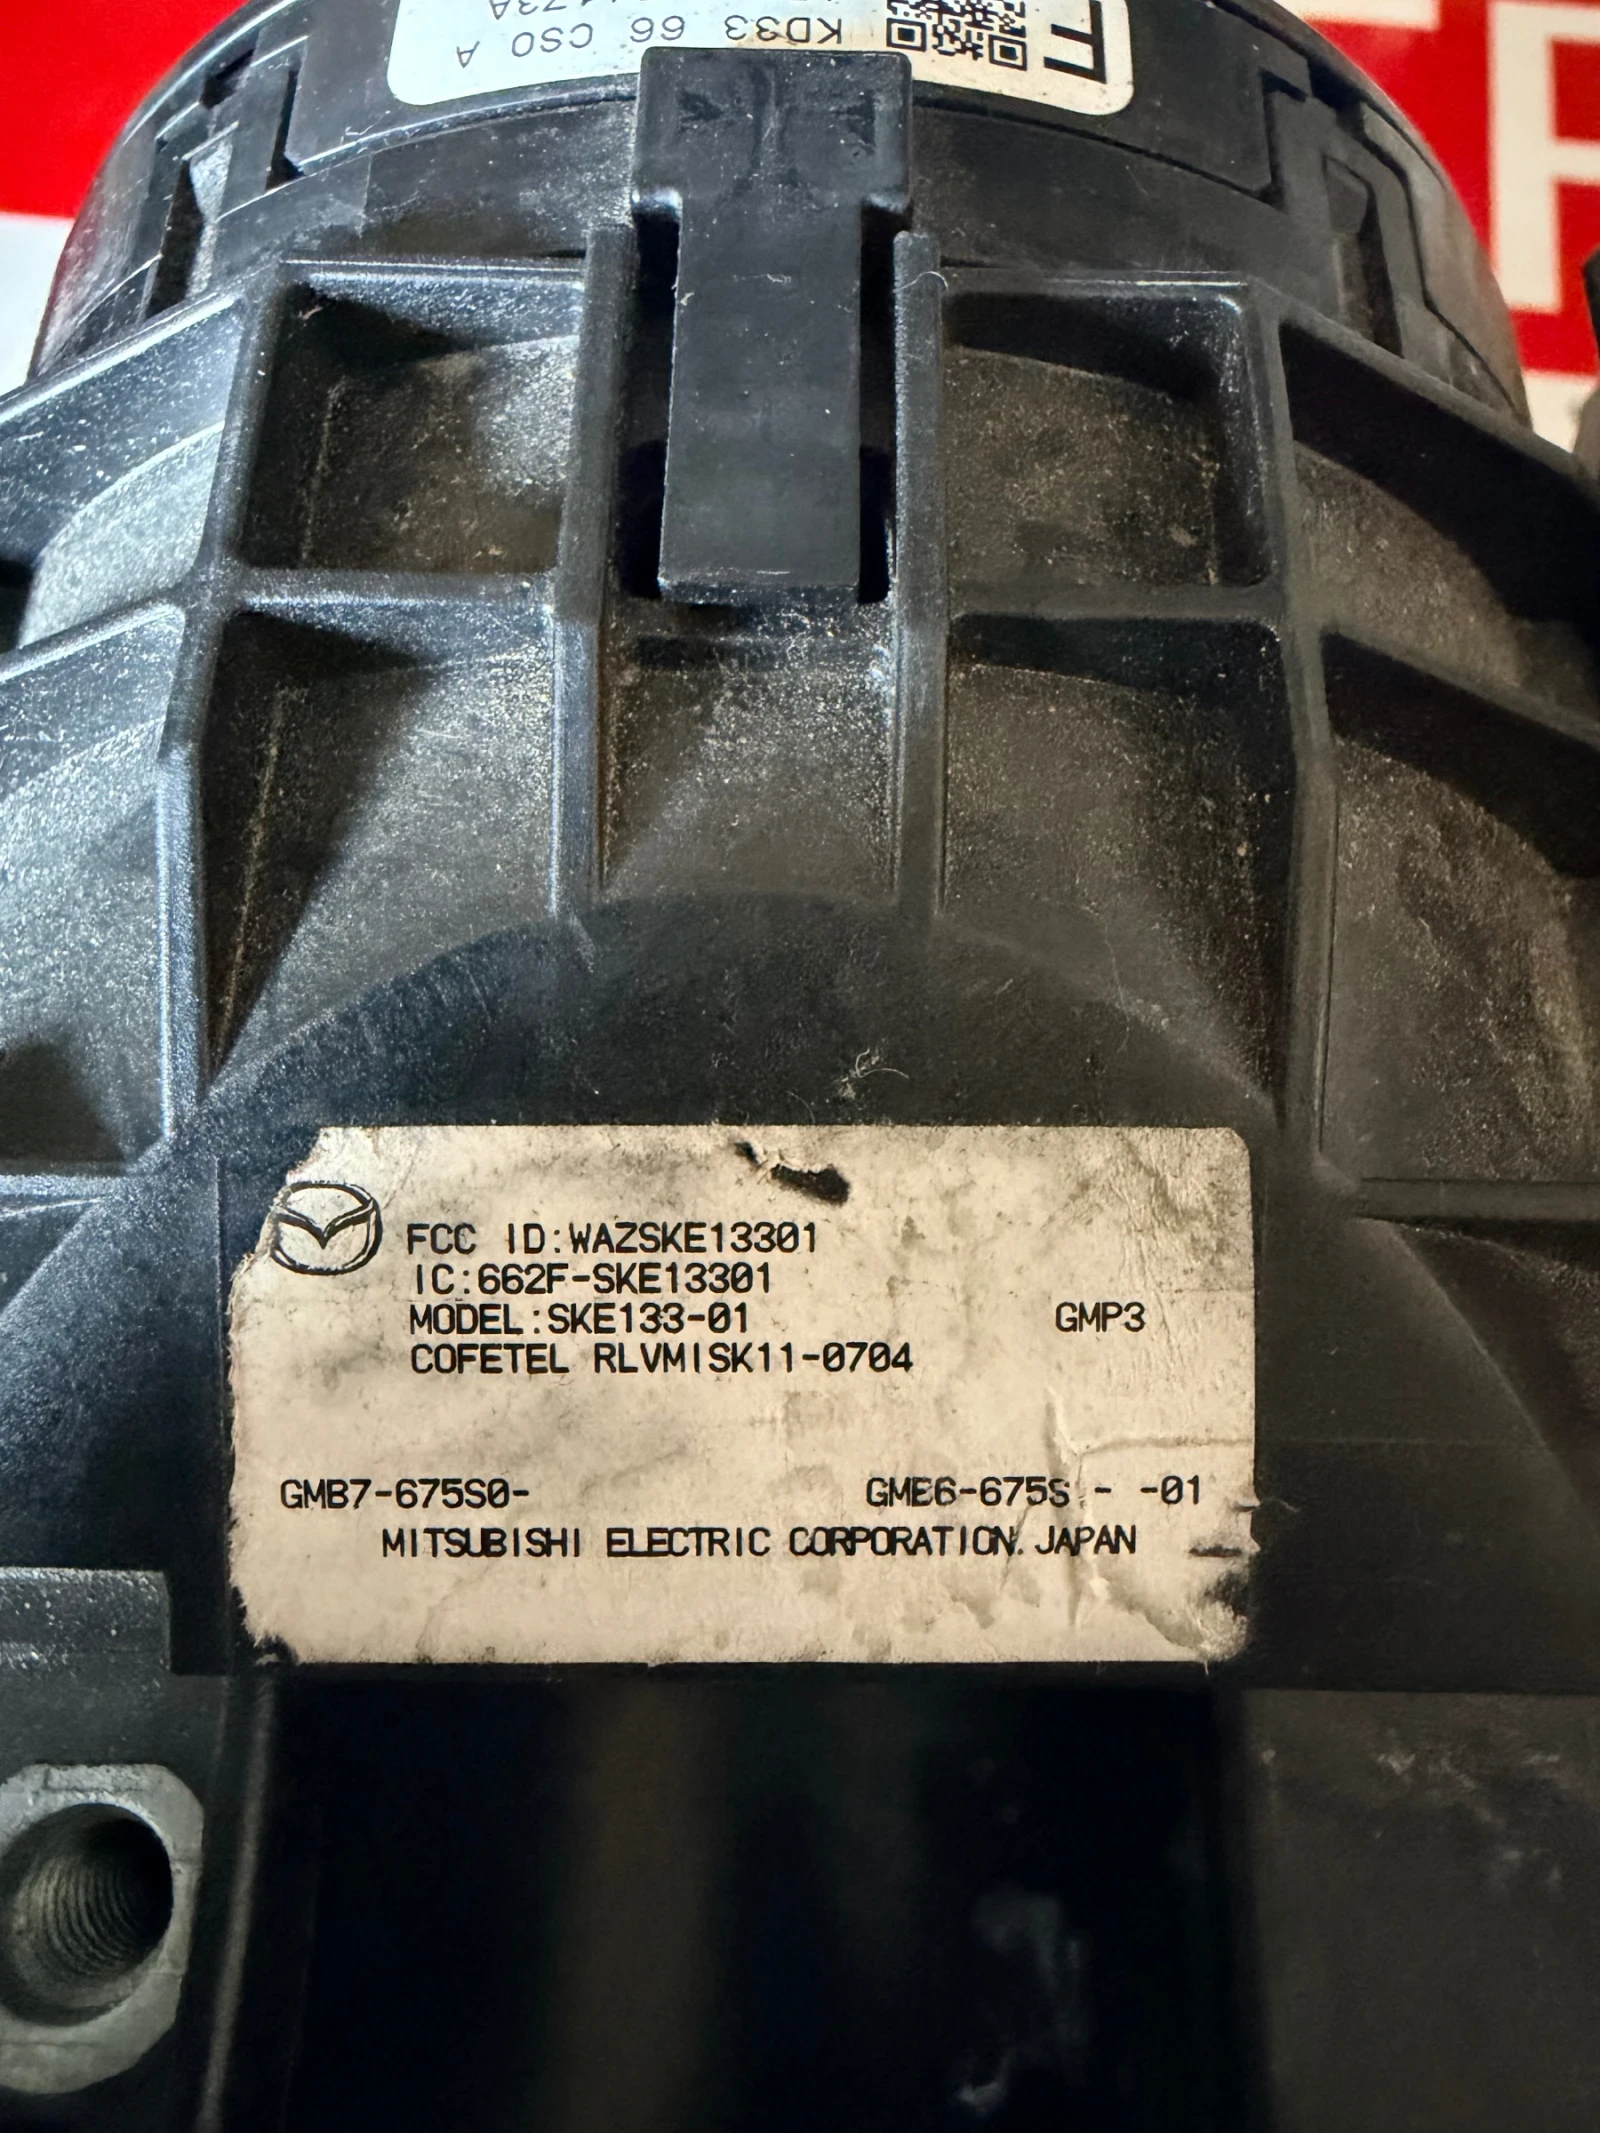 KD33 66 CS0 A
FCC ID:WAZSKE13301
IC:662F-SKE13301
MODEL:SKE133-01
GMP3
COFETEL RLVMISK11-0704
GMB7-675S0-
-01
MITSUBISHI ELECTRIC CORPORATION. JAPAN